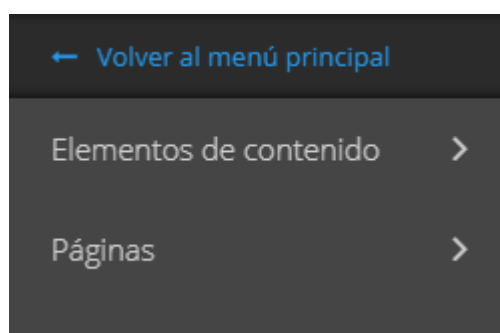 ← Volver al menú principal
Elementos de contenido
Páginas